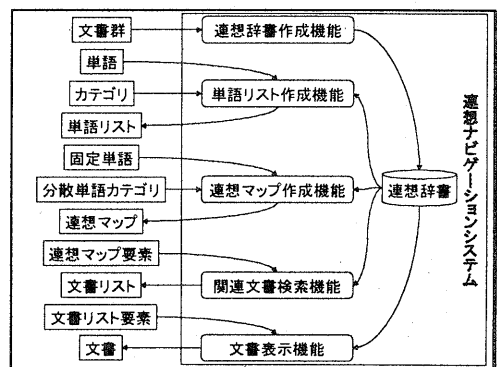 文書群
連想辞書作成機能
単語
カテゴリ
単語リスト作成機能
単語リスト
固定単語
分散単語カテゴリ
連想マップ作成機能
連想辞書
連想マップ
連想マップ要素
文書リスト
関連文書検索機能
文書リスト要素
文書
文書表示機能
連想ナビゲーションシステム